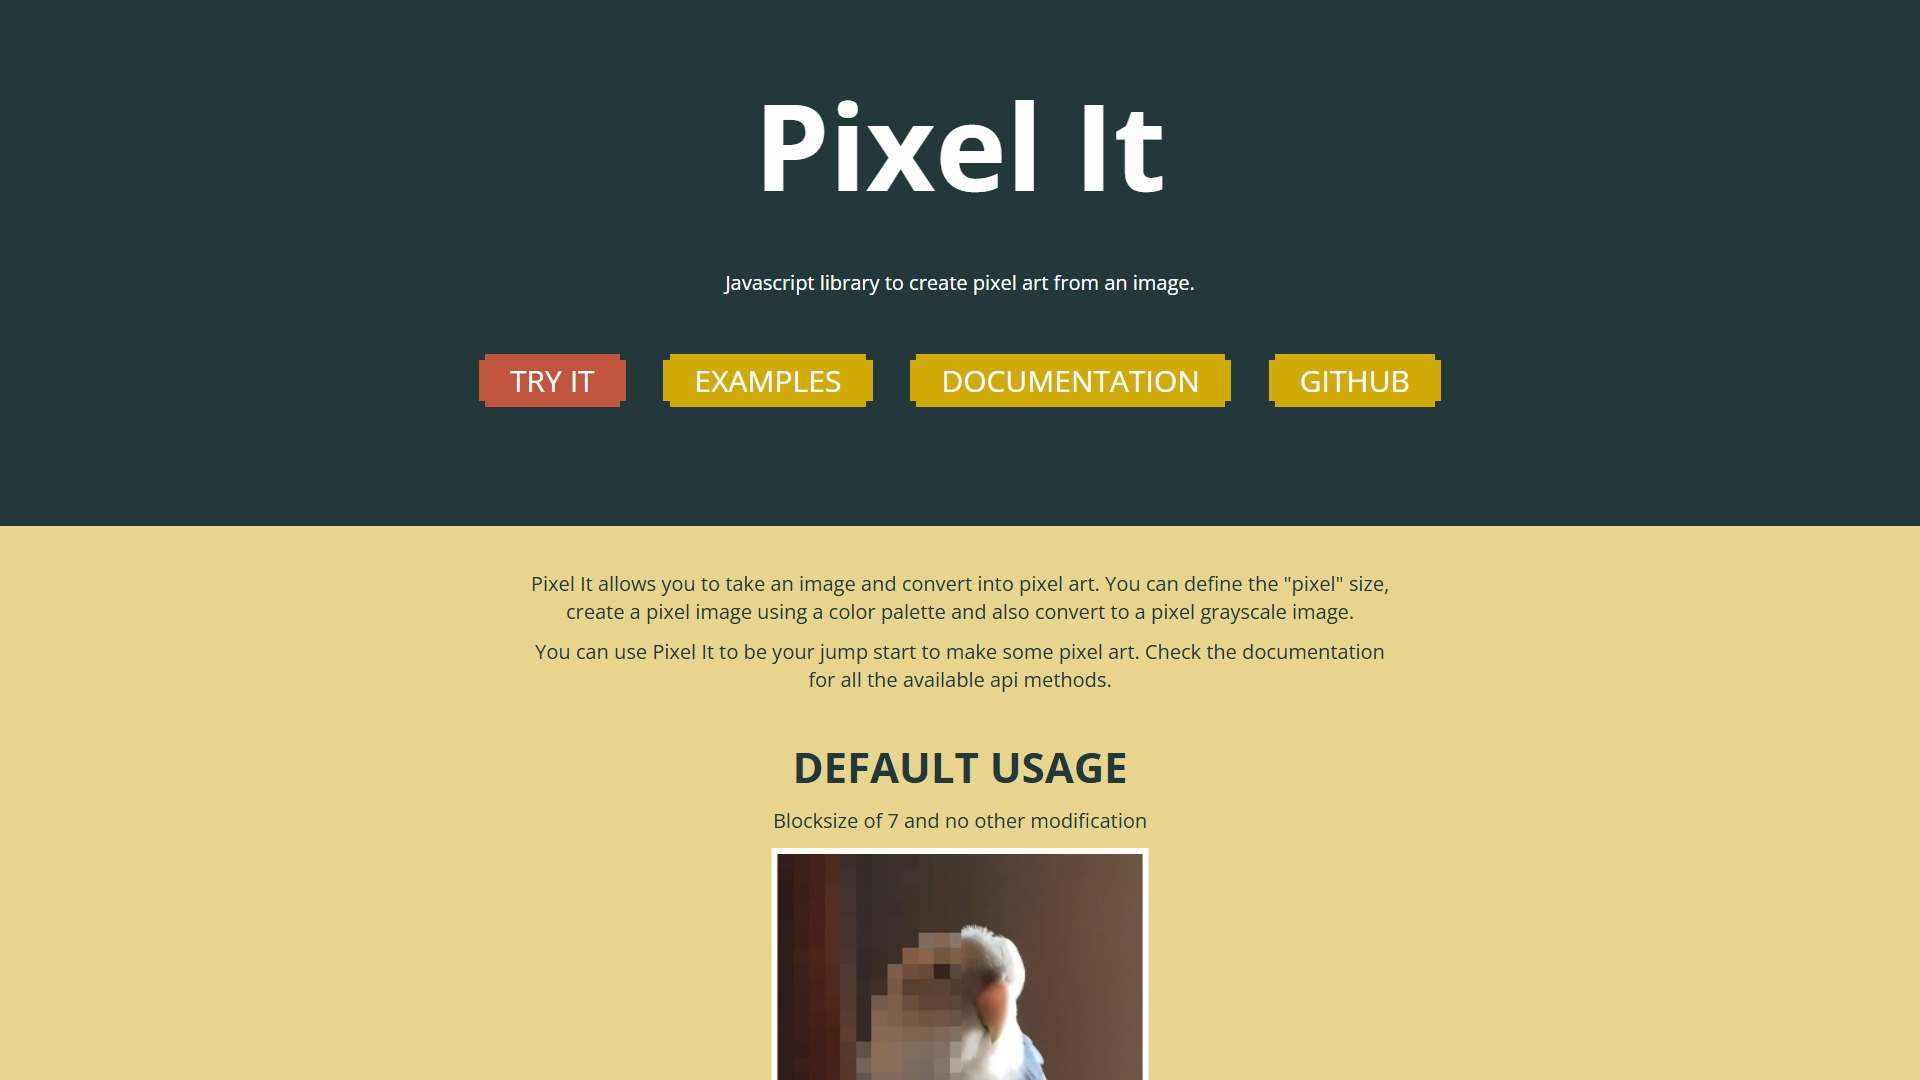 Pixel It
Javascript library to create pixel art from an image.
TRY IT
EXAMPLES
DOCUMENTATION
GITHUB
Pixel It allows you to take an image and convert into pixel art. You can define the "pixel" size,
create a pixel image using a color palette and also convert to a pixel grayscale image.
You can use Pixel It to be your jump start to make some pixel art. Check the documentation
for all the available api methods.
DEFAULT USAGE
Blocksize of 7 and no other modification